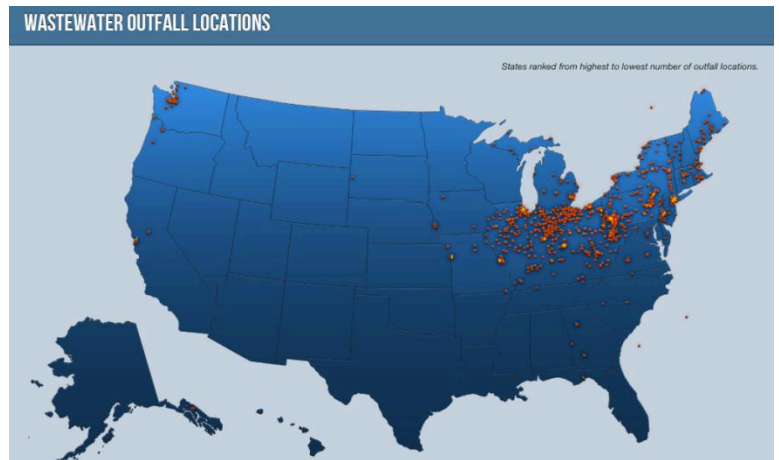 WASTEWATER OUTFALL LOCATIONS
States ranked from highest to lowest number of outfall locations.